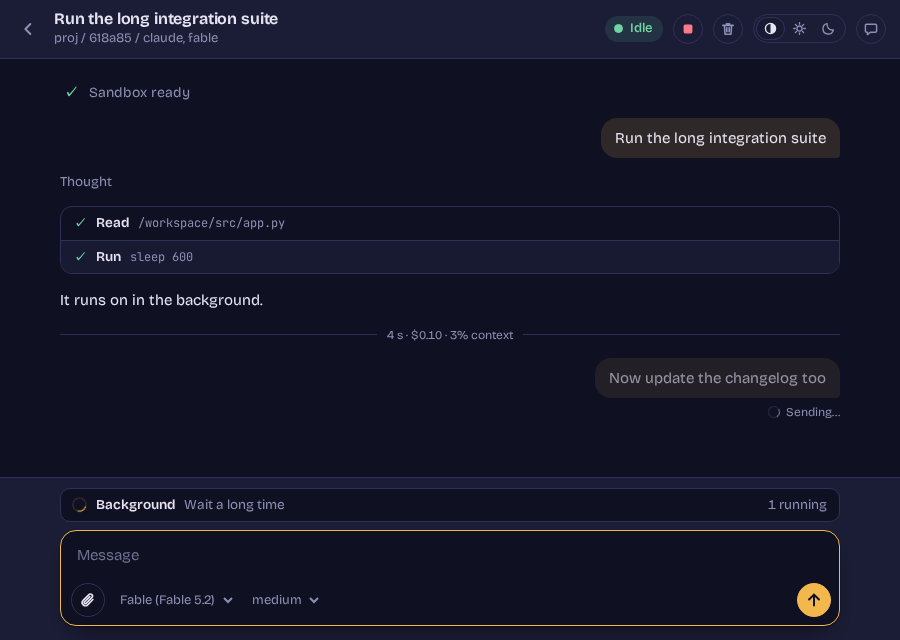 Run the long integration suite
proj / 618a85 / claude, fable
Idle
✓ Sandbox ready
Run the long integration suite
Thought
✓ Read /workspace/src/app.py
✓ Run sleep 600
It runs on in the background.
4 s · $0.10 · 3% context
Now update the changelog too
Sending…
Background Wait a long time 1 running
Message
Fable (Fable 5.2) medium